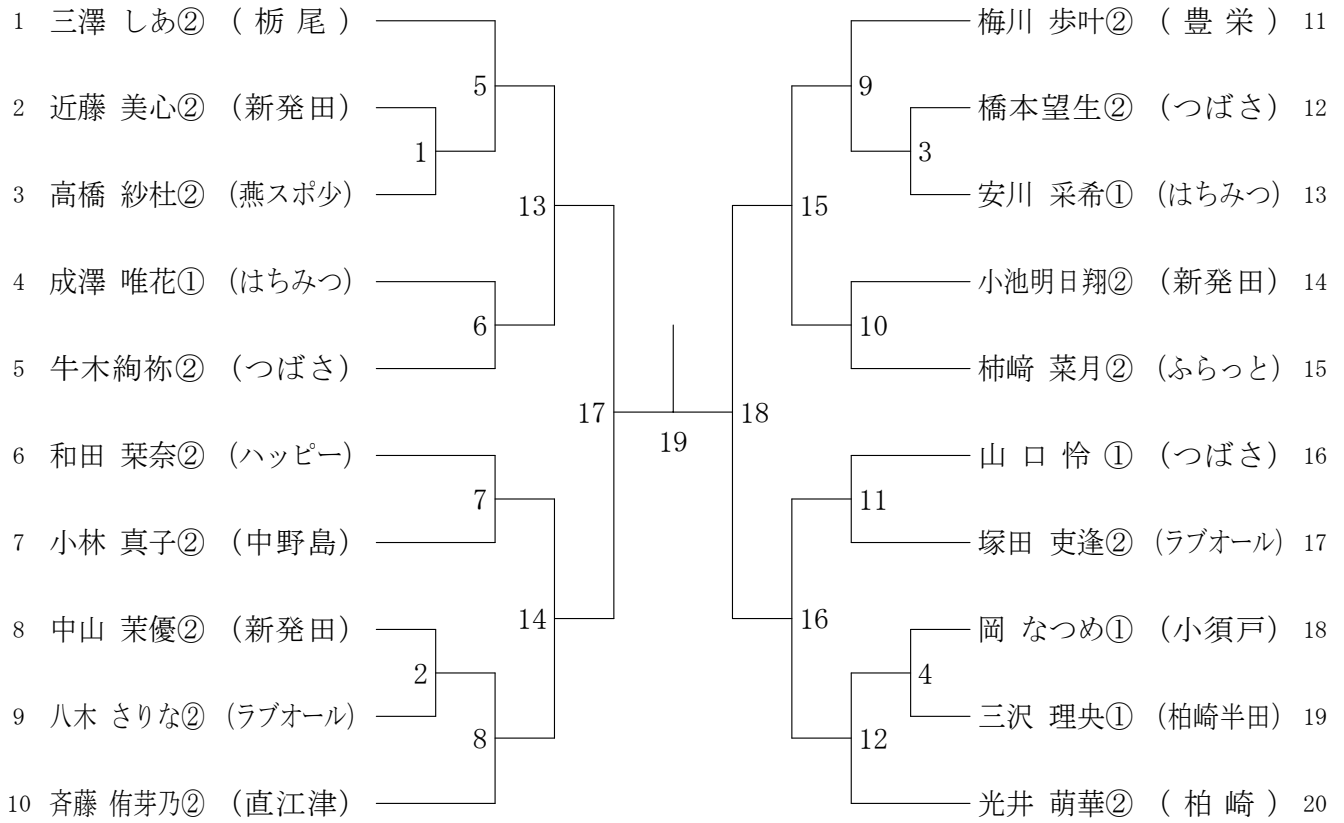 1 三澤 しあ② (栃尾)
2 近藤 美心② (新発田)
3 高橋 紗杜② (燕スポ少)
4 成澤 唯花① (はちみつ)
5 牛木絢祢② (つばさ)
6 和田 栞奈② (ハッピー)
7 小林 真子② (中野島)
8 中山 茉優② (新発田)
9 八木 さりな② (ラブオール)
10 斉藤 侑芽乃② (直江津)
5
1
13
6
17
7
14
2
8
19
9
3
15
10
18
11
16
4
12
梅川 歩叶② (豊栄) 11
橋本望生② (つばさ) 12
安川 采希① (はちみつ) 13
小池明日翔② (新発田) 14
柿﨑 菜月② (ふらっと) 15
山口怜① (つばさ) 16
塚田 吏逢② (ラブオール) 17
岡 なつめ① (小須戸) 18
三沢 理央① (柏崎半田) 19
光井 萌華② (柏崎) 20